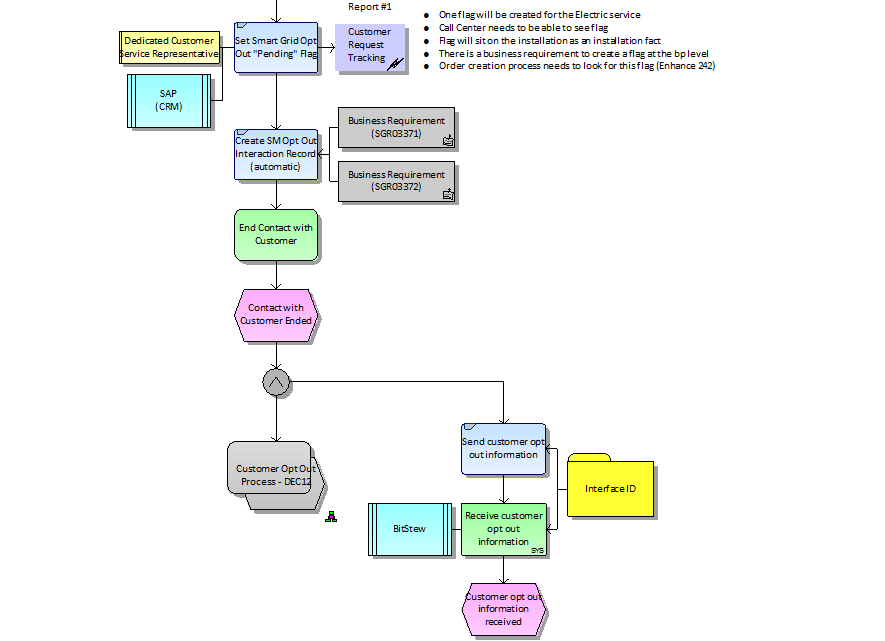 Report #1
● One flag will be created for the Electric service
● Call Center needs to be able to see flag
● Flag will sit on the installation as an installation fact
● There is a business requirement to create a flag at the bp level
● Order creation process needs to look for this flag (Enhance 242)
Dedicated Customer
Service Representative
Set Smart Grid Opt
Out "Pending" Flag
Customer
Request
Tracking
SAP
(CRM)
Create SM Opt Out
Interaction Record
(automatic)
Business Requirement
(SGR03371)
Business Requirement
(SGR03372)
End Contact with
Customer
Contact with
Customer Ended
Customer Opt Out
Process - DEC12
Send customer opt
out information
Interface ID
BitStew
Receive customer
opt out
information
SYS
Customer opt out
information
received